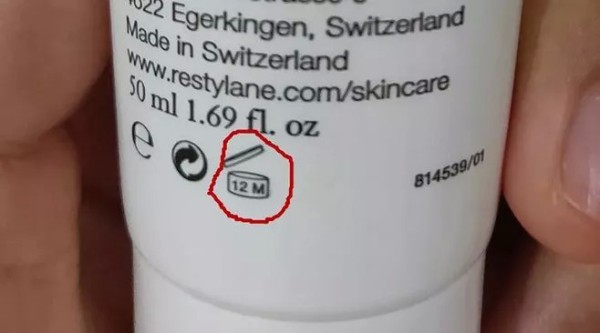 Egerkingen, Switzerland
Made in Switzerland
www.restylane.com/skincare
50 ml 1.69 fl. oz
e
12 M
814539/01